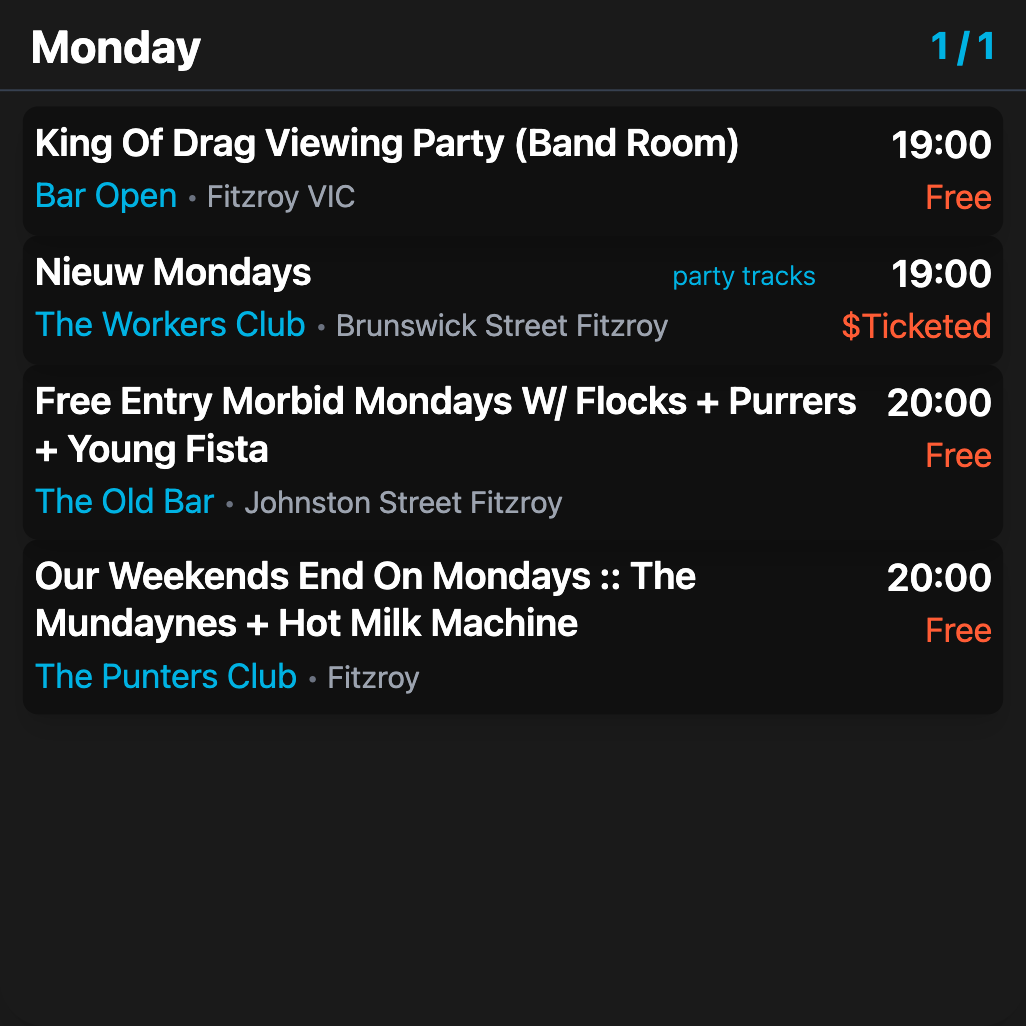 Monday 1/1
King Of Drag Viewing Party (Band Room) 19:00
Bar Open • Fitzroy VIC Free
Nieuw Mondays party tracks 19:00
The Workers Club • Brunswick Street Fitzroy $Ticketed
Free Entry Morbid Mondays W/ Flocks + Purrers 20:00
+ Young Fista Free
The Old Bar • Johnston Street Fitzroy
Our Weekends End On Mondays :: The 20:00
Mundaynes + Hot Milk Machine Free
The Punters Club • Fitzroy